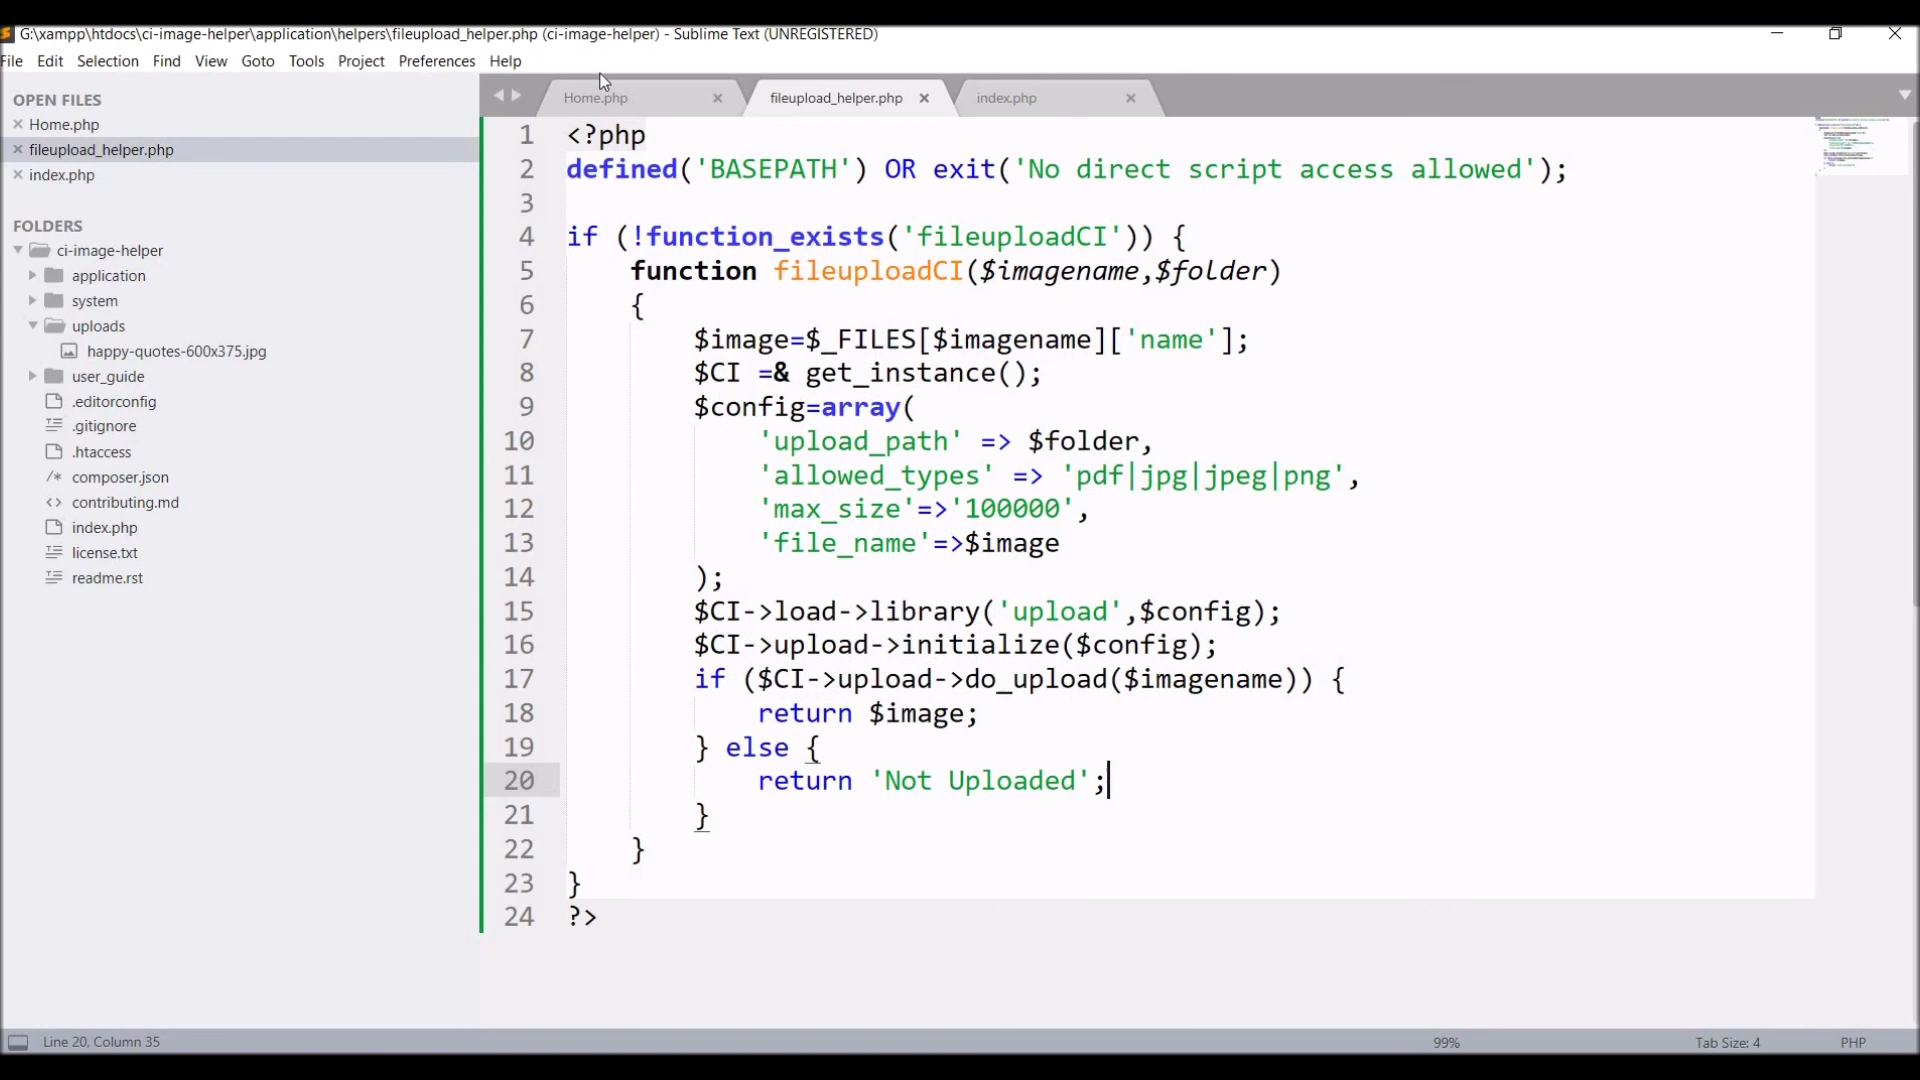 G:\xampp\htdocs\ci-image-helper\application\helpers\fileupload_helper.php (ci-image-helper) - Sublime Text (UNREGISTERED)
File Edit Selection Find View Goto Tools Project Preferences Help
OPEN FILES
Home.php
fileupload_helper.php
index.php
FOLDERS
ci-image-helper
application
system
uploads
happy-quotes-600x375.jpg
user_guide
.editorconfig
.gitignore
.htaccess
/* composer.json
<> contributing.md
index.php
license.txt
readme.rst
Home.php fileupload_helper.php index.php
1 <?php
2 defined('BASEPATH') OR exit('No direct script access allowed');
3
4 if (!function_exists('fileuploadCI')) {
5 function fileuploadCI($imagename,$folder)
6 {
7 $image=$_FILES[$imagename]['name'];
8 $CI =& get_instance();
9 $config=array(
10 'upload_path' => $folder,
11 'allowed_types' => 'pdf|jpg|jpeg|png',
12 'max_size'=>'100000',
13 'file_name'=>$image
14 );
15 $CI->load->library('upload',$config);
16 $CI->upload->initialize($config);
17 if ($CI->upload->do_upload($imagename)) {
18 return $image;
19 } else {
20 return 'Not Uploaded';
21 }
22 }
23 }
24 ?>
Line 20, Column 35 99% Tab Size: 4 PHP